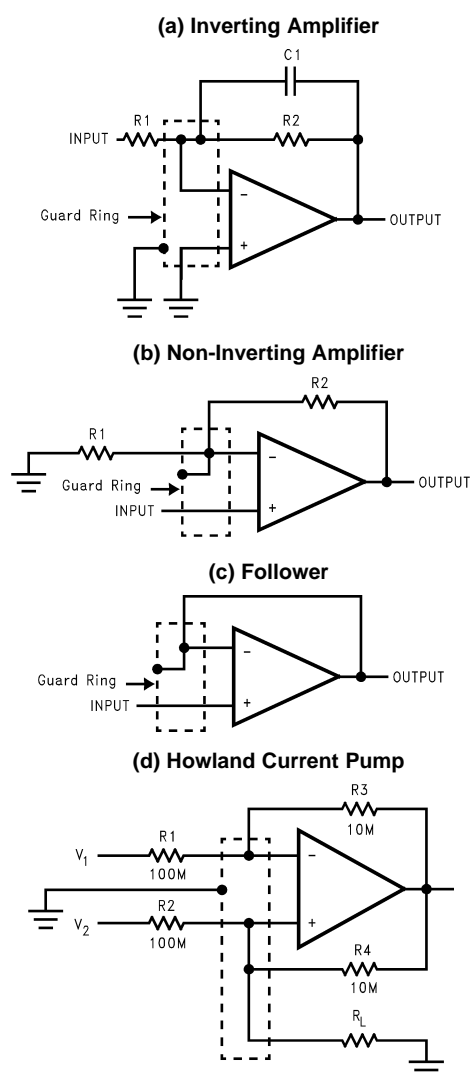 (a) Inverting Amplifier
C1
R1
INPUT
R2
−
Guard Ring
OUTPUT
+
(b) Non-Inverting Amplifier
R2
R1
−
Guard Ring
OUTPUT
INPUT
+
(c) Follower
−
Guard Ring
OUTPUT
INPUT
+
(d) Howland Current Pump
R3
10M
R1
V1
100M
−
R2
V2
100M
+
R4
10M
RL